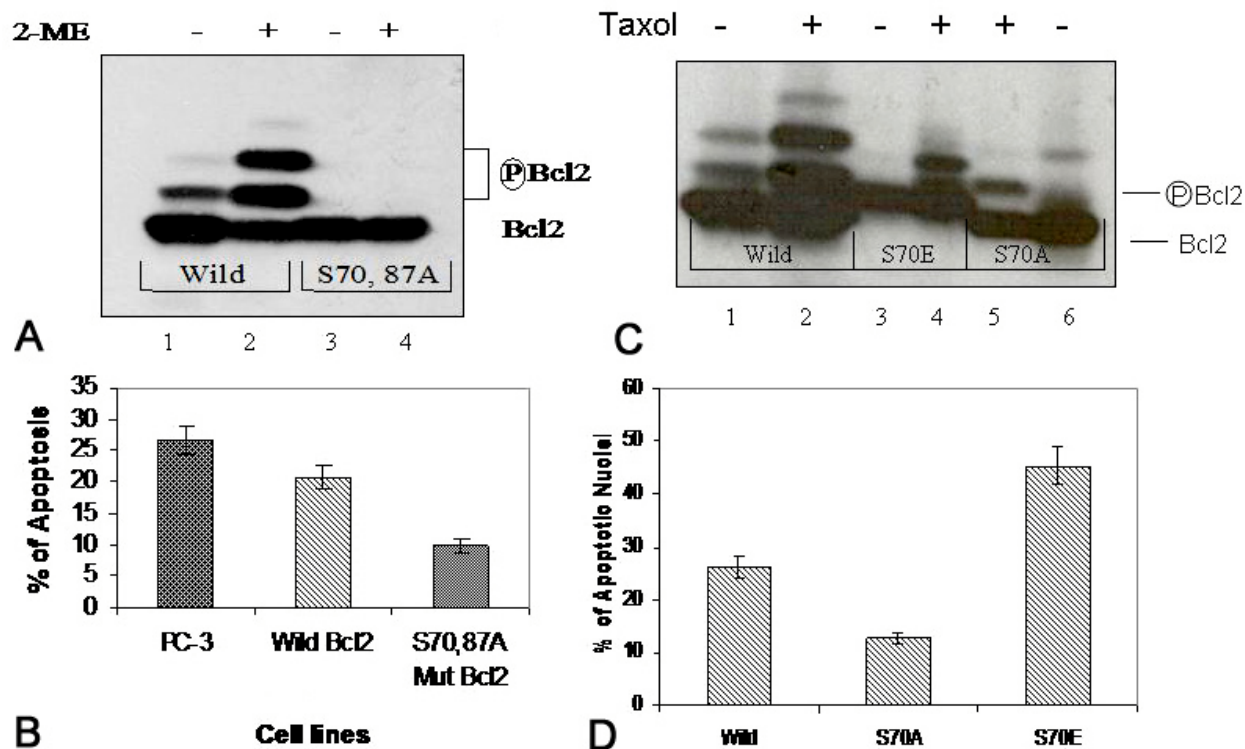 2-ME - + - +
ⓅBcl2
Bcl2
Wild S70, 87A
1 2 3 4
A
Taxol - + - + + -
ⓅBcl2
Bcl2
Wild S70E S70A
1 2 3 4 5 6
C
% of Apoptosis
35
30
25
20
15
10
5
0
PC-3 Wild Bcl2 S70,87A
Mut Bcl2
Cell lines
B
% of Apoptotic Nuclei
60
50
40
30
20
10
0
Wild S70A S70E
D